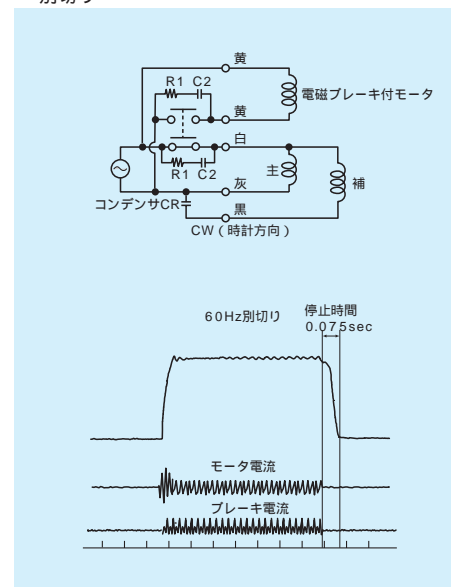 黄
R1 C2
電磁ブレーキ付モータ
黄
白
R1 C2
主
補
灰
コンデンサCR
黒
CW(時計方向)
60Hz別切り
停止時間
0.075sec
モータ電流
ブレーキ電流